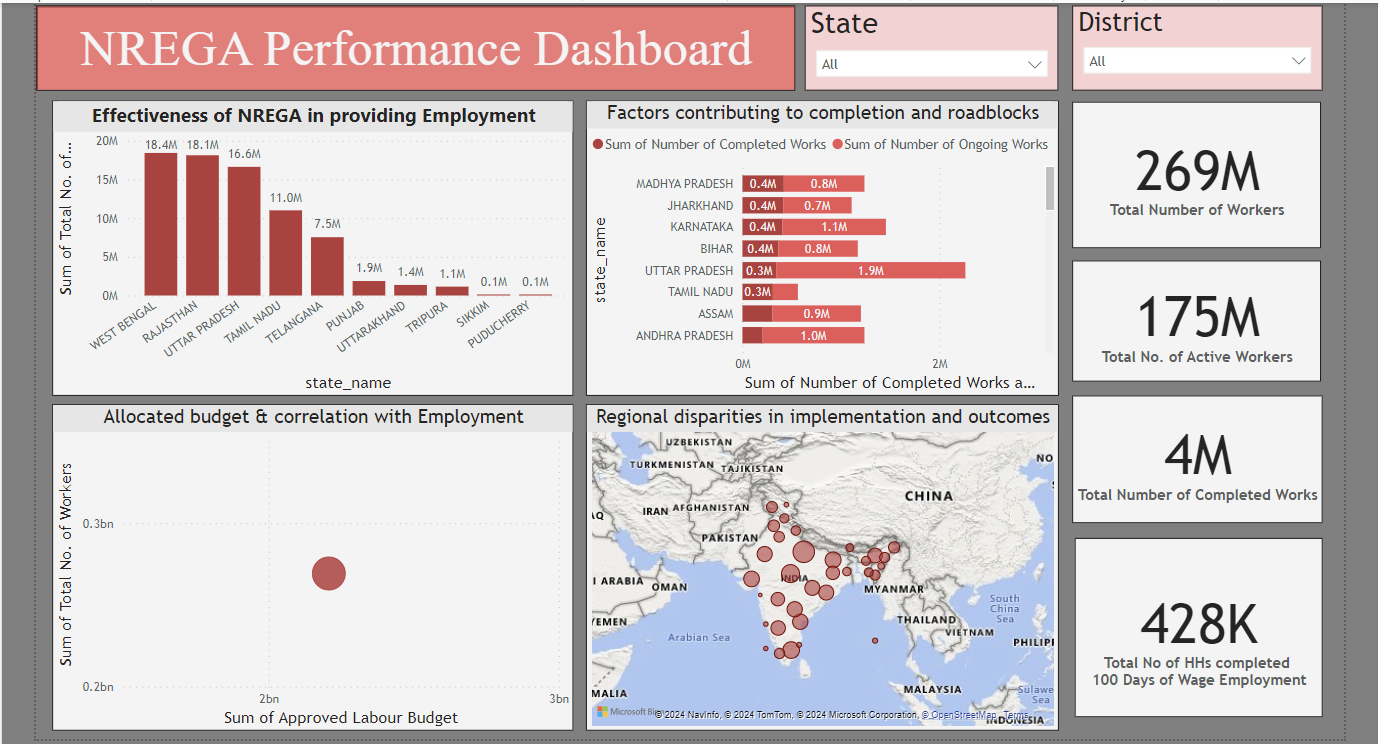 NREGA Performance Dashboard
State
All
District
All
Effectiveness of NREGA in providing Employment
Sum of Total No. of...
20M
15M
10M
5M
0M
18.4M
18.1M
16.6M
11.0M
7.5M
1.9M
1.4M
1.1M
0.1M
0.1M
WEST BENGAL
RAJASTHAN
UTTAR PRADESH
TAMIL NADU
TELANGANA
PUNJAB
UTTARAKHAND
TRIPURA
SIKKIM
PUDUCHERRY
state_name
Factors contributing to completion and roadblocks
Sum of Number of Completed Works Sum of Number of Ongoing Works
state_name
MADHYA PRADESH 0.4M 0.8M
JHARKHAND 0.4M 0.7M
KARNATAKA 0.4M 1.1M
BIHAR 0.4M 0.8M
UTTAR PRADESH 0.3M 1.9M
TAMIL NADU 0.3M
ASSAM 0.9M
ANDHRA PRADESH 1.0M
0M 2M
Sum of Number of Completed Works a...
269M
Total Number of Workers
175M
Total No. of Active Workers
4M
Total Number of Completed Works
428K
Total No of HHs completed
100 Days of Wage Employment
Allocated budget & correlation with Employment
Sum of Total No. of Workers
0.3bn
0.2bn
2bn 3bn
Sum of Approved Labour Budget
Regional disparities in implementation and outcomes
UZBEKISTAN
TURKMENISTAN
TAJIKISTAN
NO
CHINA
AQ
IRAN
AFGHANISTAN
PAKISTAN
I ARABIA
OMAN
INDIA
MYANMAR
YEMEN
South
China
Sea
THAILAND
VIETNAM
Arabian Sea
PHILIPI
MALIA
MALAYSIA
Sulawe
Sea
INDONESIA
Microsoft Bi
©2024 NavInfo, © 2024 TomTom, © 2024 Microsoft Corporation, © OpenStreetMap Terms